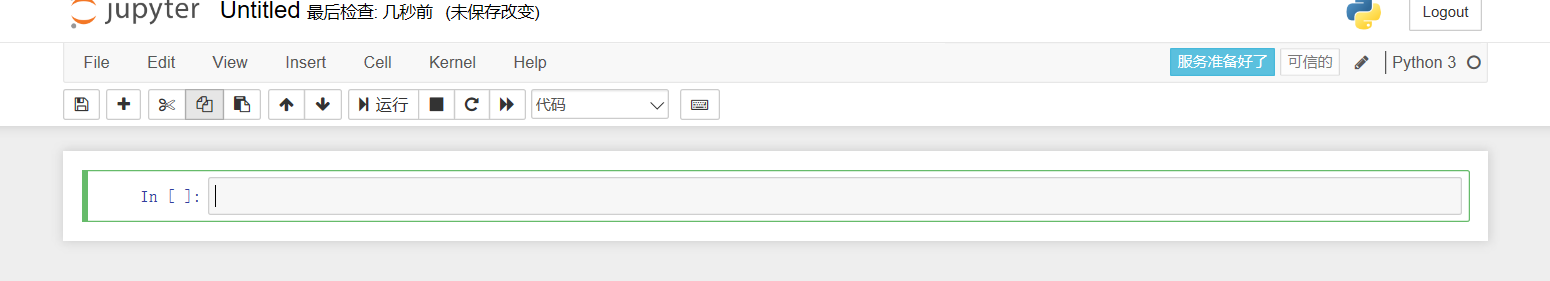 jupyter Untitled 最后检查: 几秒前 (未保存改变) Logout
File Edit View Insert Cell Kernel Help 服务准备好了 可信的 Python 3
运行 代码
In [ ]: